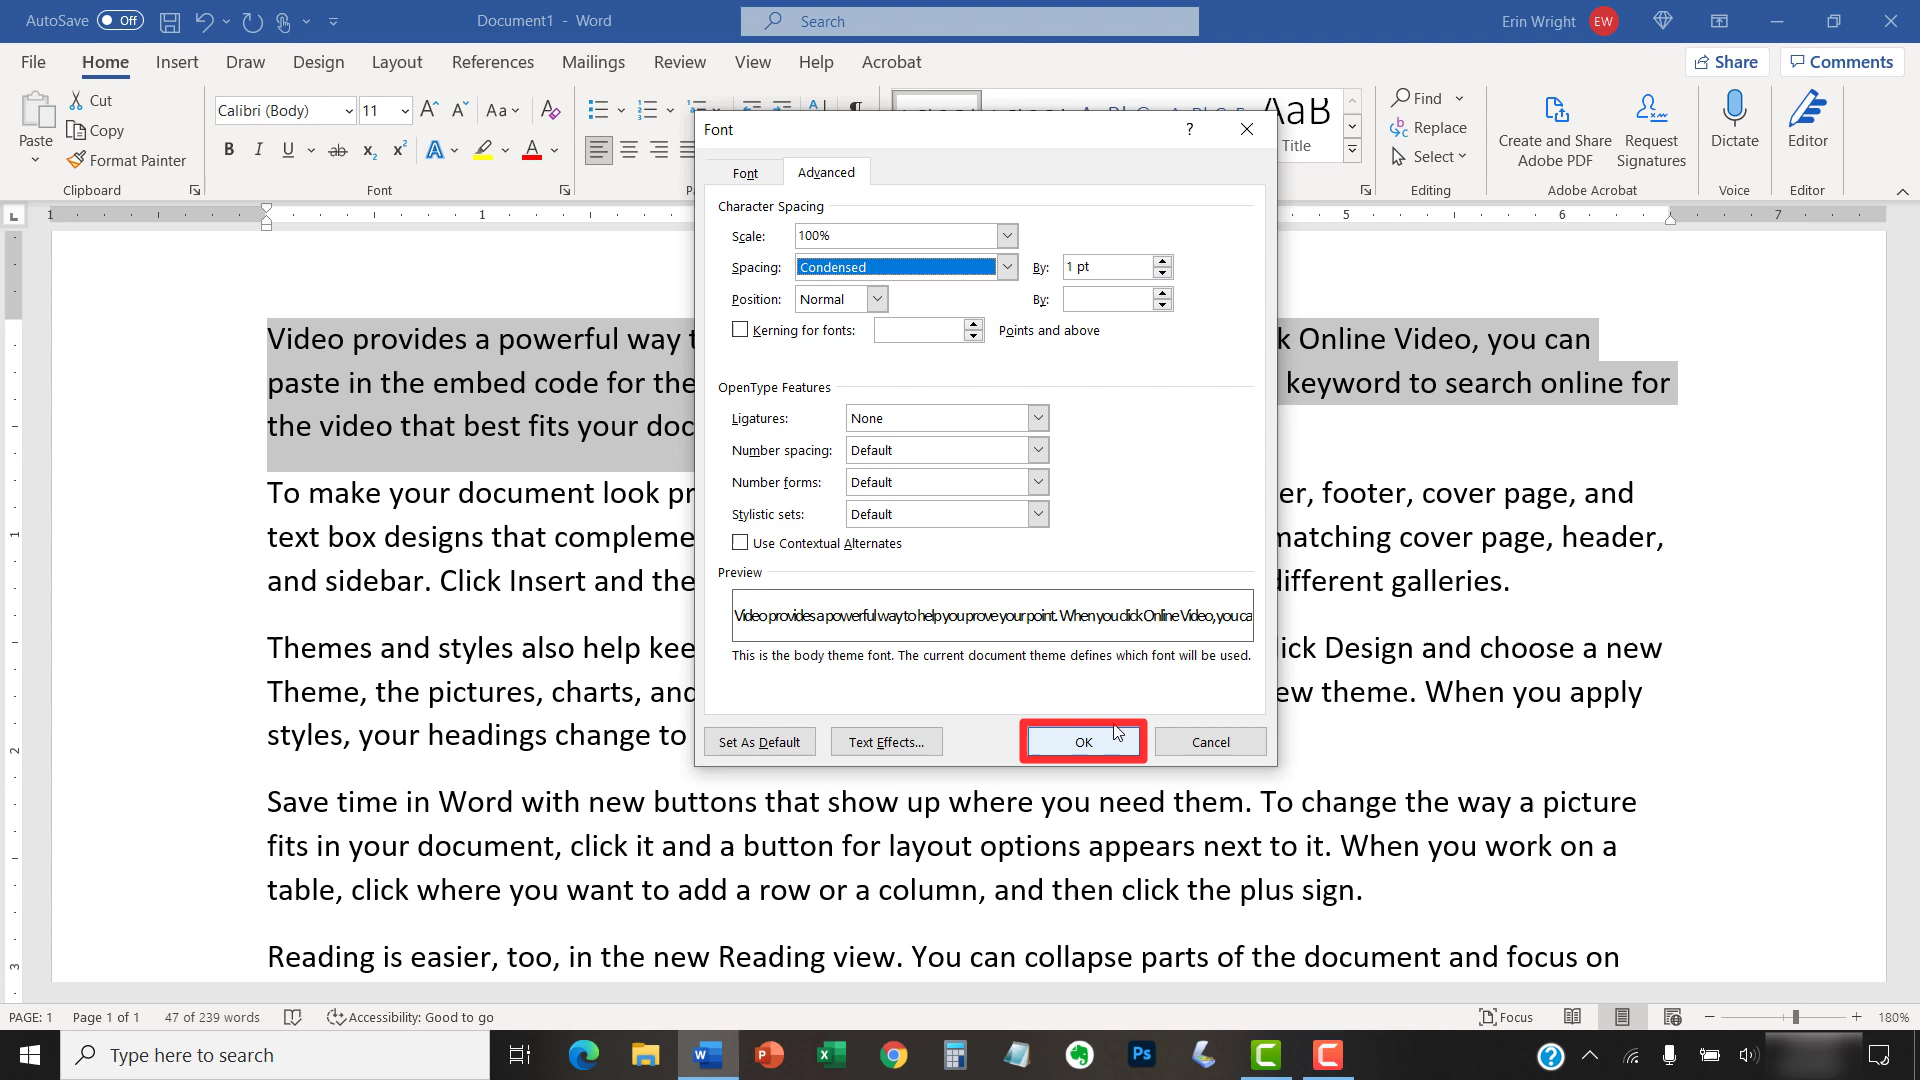 AutoSave Off
Document1 - Word
Search
Erin Wright EW
File Home Insert Draw Design Layout References Mailings Review View Help Acrobat
Share Comments
Paste
Cut
Copy
Format Painter
Clipboard
Calibri (Body) 11
Aa
B I U ab x₂ x² A A
Font
AaB
Title
Find
Replace
Select
Editing
Create and Share
Adobe PDF
Request
Signatures
Adobe Acrobat
Dictate
Voice
Editor
Editor
1 1 5 6 7
Font ?
Font Advanced
Character Spacing
Scale: 100%
Spacing: Condensed By: 1 pt
Position: Normal By:
Kerning for fonts: Points and above
OpenType Features
Ligatures: None
Number spacing: Default
Number forms: Default
Stylistic sets: Default
Use Contextual Alternates
Preview
Video provides a powerful way to help you prove your point. When you click Online Video, you ca
This is the body theme font. The current document theme defines which font will be used.
Set As Default Text Effects... OK Cancel
Video provides a powerful way t k Online Video, you can
paste in the embed code for the keyword to search online for
the video that best fits your doc
To make your document look pr er, footer, cover page, and
text box designs that compleme matching cover page, header,
and sidebar. Click Insert and the different galleries.
Themes and styles also help kee ick Design and choose a new
Theme, the pictures, charts, and ew theme. When you apply
styles, your headings change to
Save time in Word with new buttons that show up where you need them. To change the way a picture
fits in your document, click it and a button for layout options appears next to it. When you work on a
table, click where you want to add a row or a column, and then click the plus sign.
Reading is easier, too, in the new Reading view. You can collapse parts of the document and focus on
1
2
3
PAGE: 1 Page 1 of 1 47 of 239 words Accessibility: Good to go
Focus 180%
Type here to search